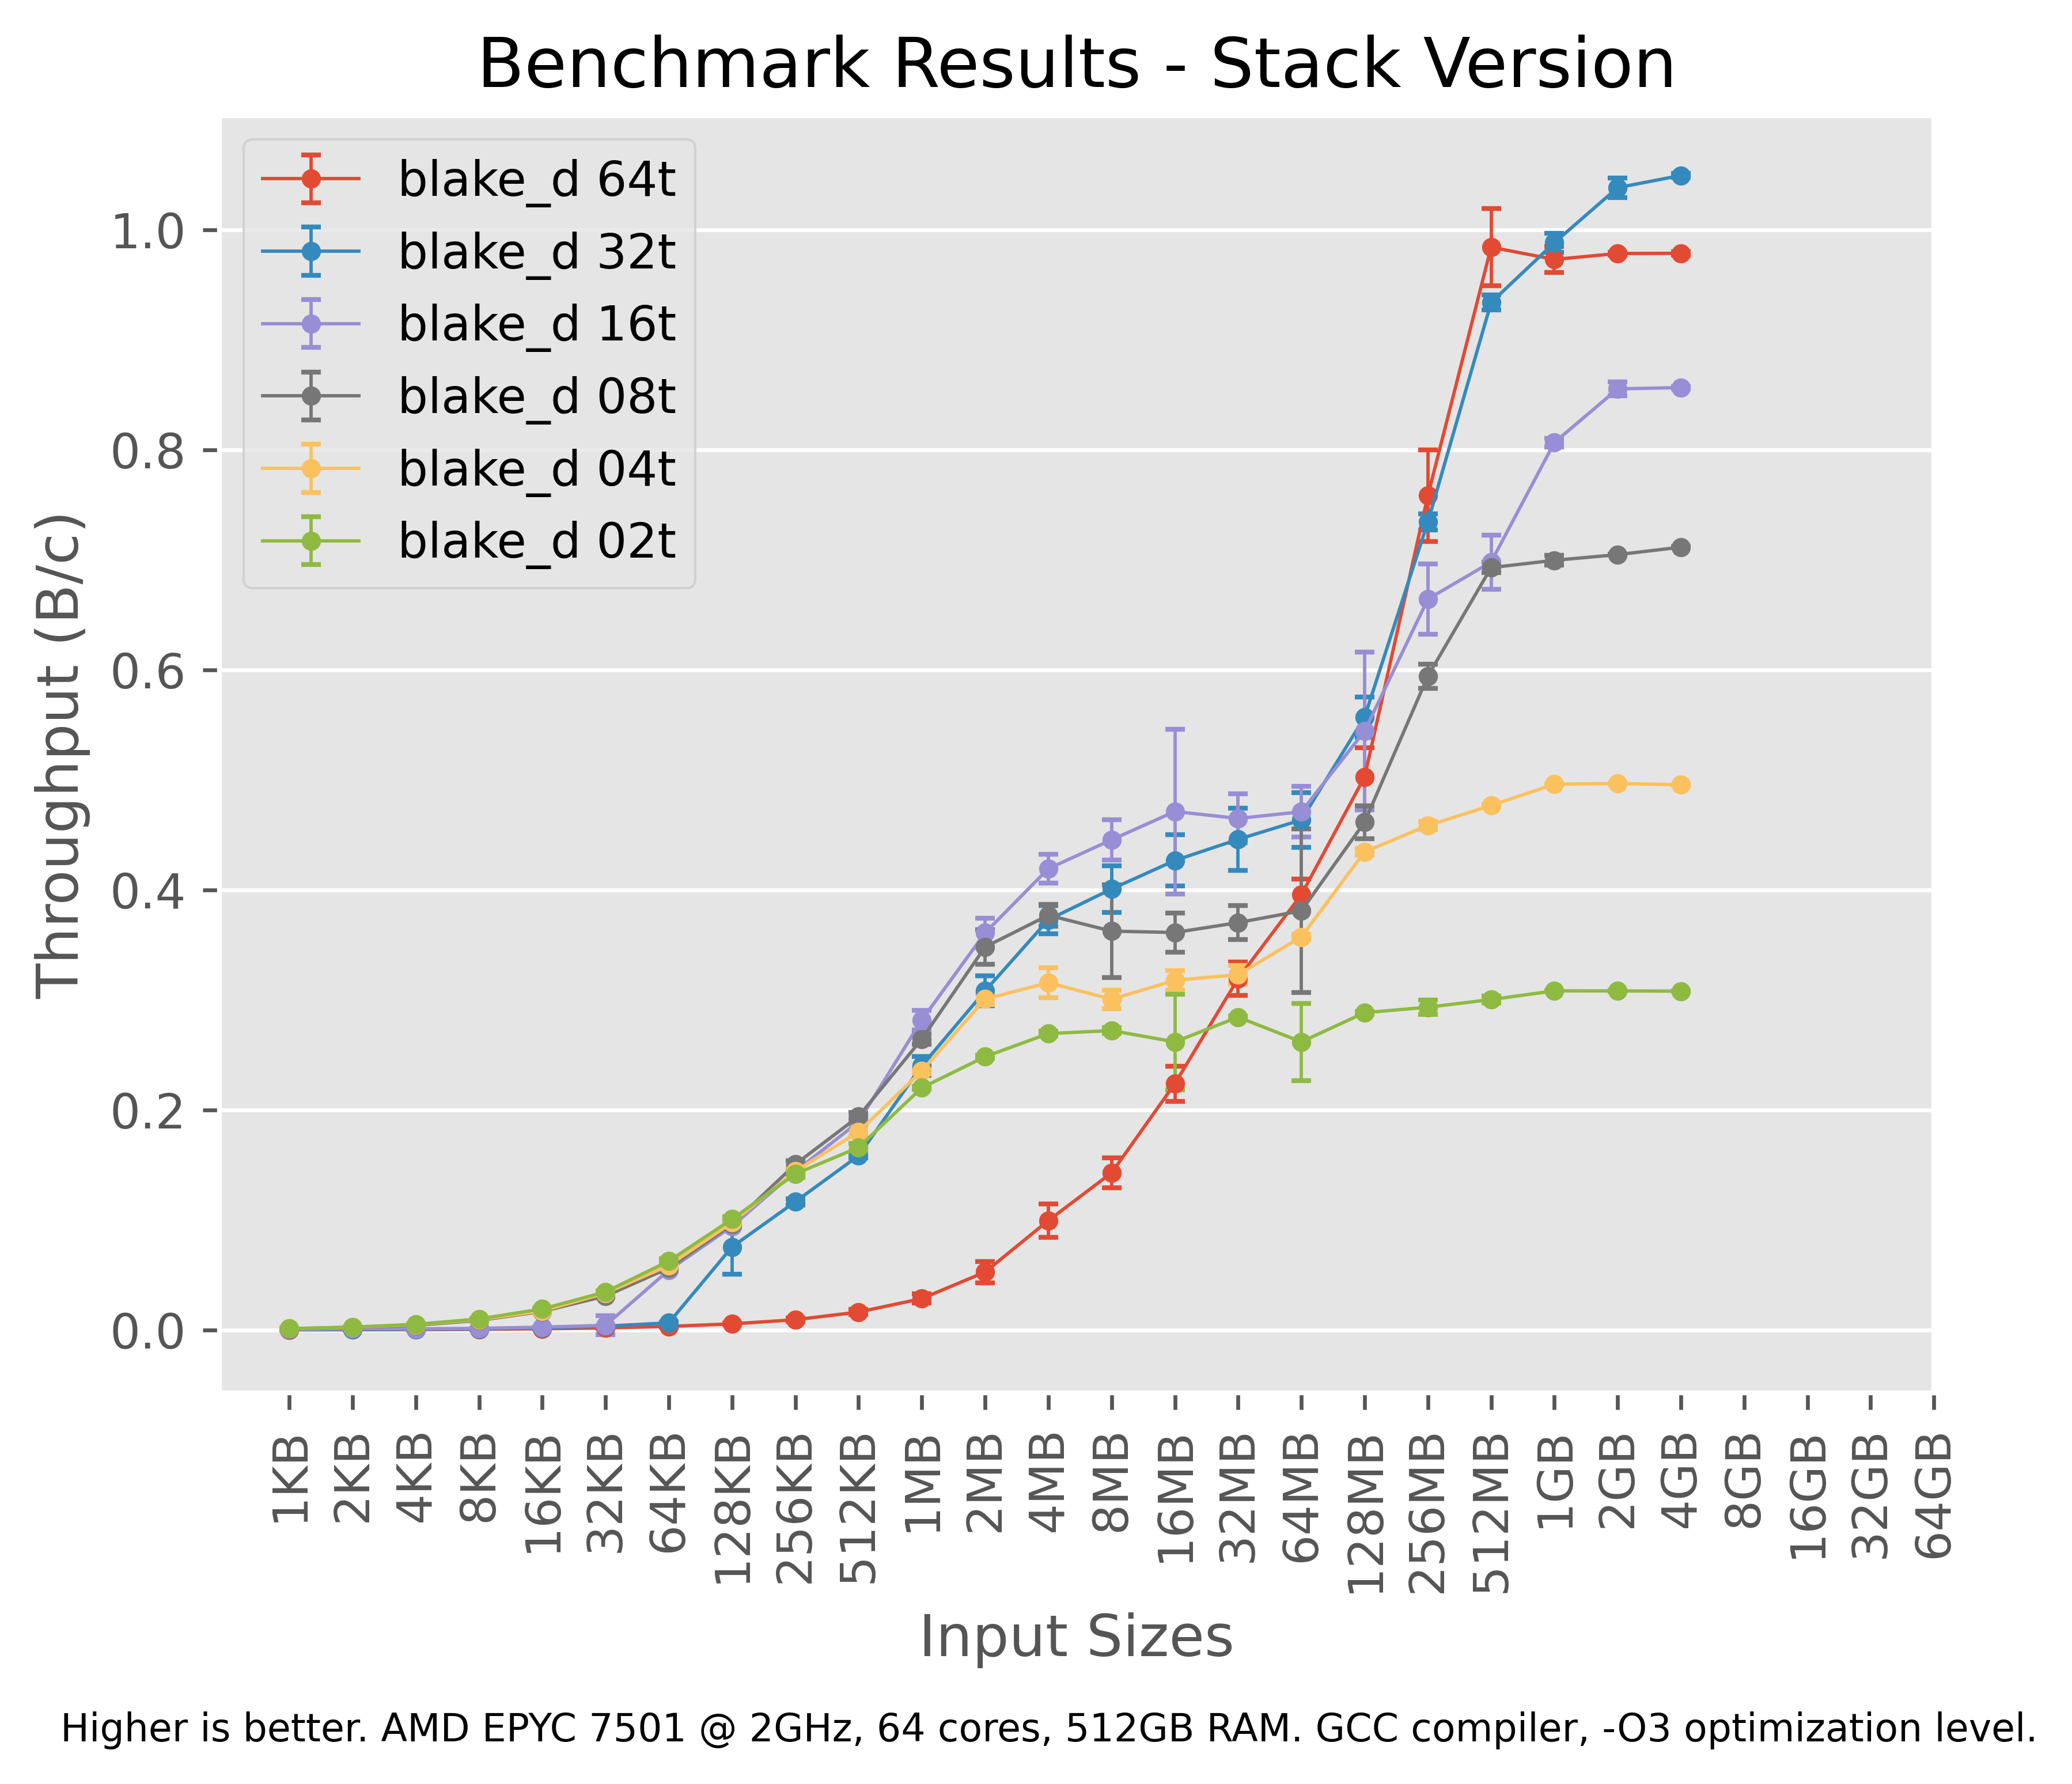 Benchmark Results - Stack Version
blake_d 64t
blake_d 32t
blake_d 16t
blake_d 08t
blake_d 04t
blake_d 02t
Throughput (B/c)
1.0
0.8
0.6
0.4
0.2
0.0
1KB
2KB
4KB
8KB
16KB
32KB
64KB
128KB
256KB
512KB
1MB
2MB
4MB
8MB
16MB
32MB
64MB
128MB
256MB
512MB
1GB
2GB
4GB
8GB
16GB
32GB
64GB
Input Sizes
Higher is better. AMD EPYC 7501 @ 2GHz, 64 cores, 512GB RAM. GCC compiler, -O3 optimization level.